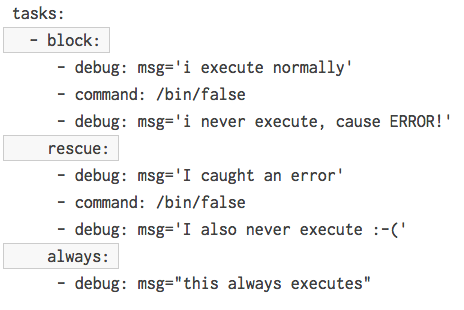 tasks:
- block:
- debug: msg='i execute normally'
- command: /bin/false
- debug: msg='i never execute, cause ERROR!'
rescue:
- debug: msg='I caught an error'
- command: /bin/false
- debug: msg='I also never execute :-('
always:
- debug: msg="this always executes"